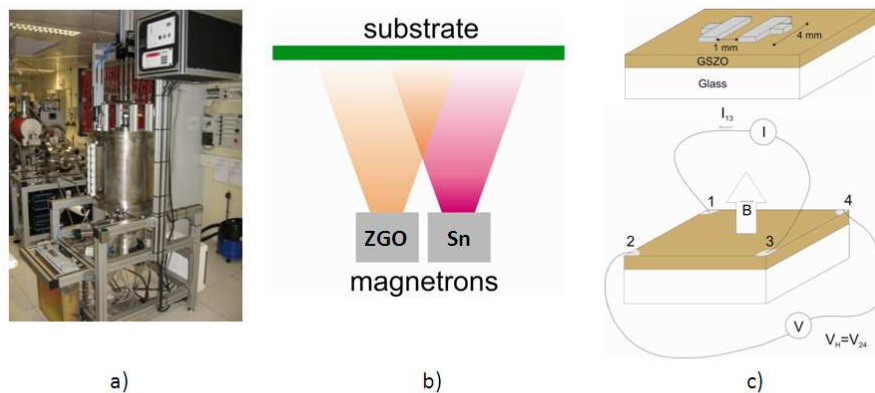 substrate
ZGO
Sn
magnetrons
1 mm
4 mm
GSZO
Glass
I13
I
1
4
B
2
3
V
VH=V24
a)
b)
c)